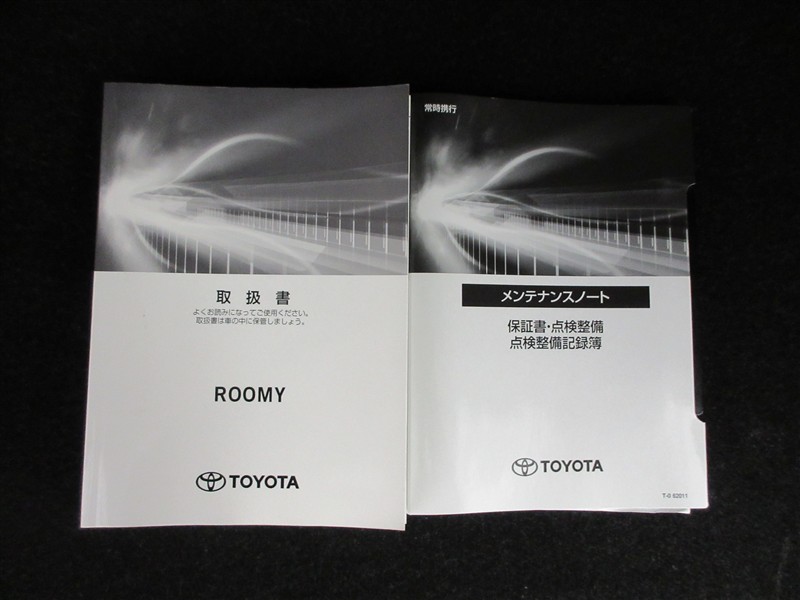 取扱書
よくお読みになってご使用ください。
取扱書は車の中に保管しましょう。
ROOMY
TOYOTA
常時携行
メンテナンスノート
保証書・点検整備
点検整備記録簿
TOYOTA
T-0 62011